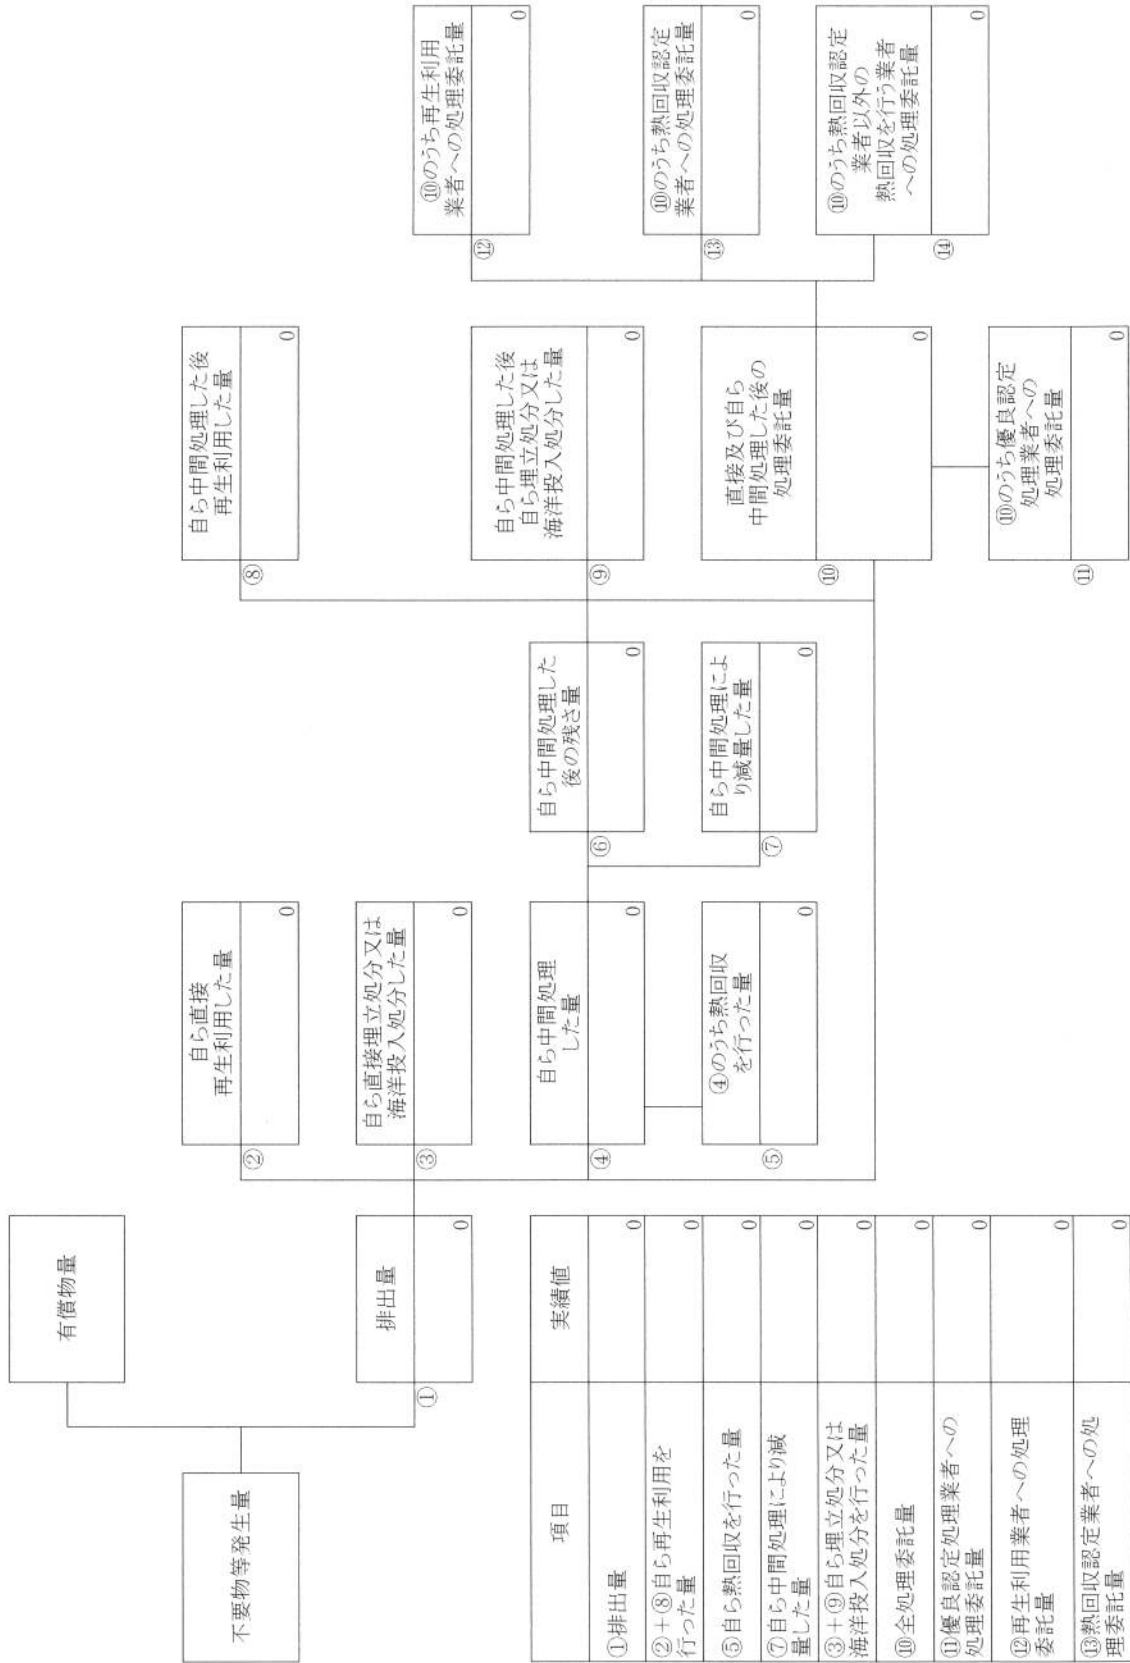 不要物等発生量
有償物量
①
排出量
0
②
自ら直接
再生利用した量
0
③
自ら直接埋立処分又は
海洋投入処分した量
0
④
自ら中間処理
した量
0
⑤
④のうち熱回収
を行った量
0
⑥
自ら中間処理した
後の残さ量
0
⑦
自ら中間処理によ
り減量した量
0
⑧
自ら中間処理した後
再生利用した量
0
⑨
自ら中間処理した後
自ら埋立処分又は
海洋投入処分した量
0
⑩
直接及び自ら
中間処理した後の
処理委託量
0
⑪
⑩のうち優良認定
処理業者への
処理委託量
0
⑫
⑩のうち再生利用
業者への処理委託量
0
⑬
⑩のうち熱回収認定
業者への処理委託量
0
⑭
⑩のうち熱回収認定
業者以外の
熱回収を行う業者
への処理委託量
0
項目 実績値
①排出量 0
②+⑧自ら再生利用を
行った量 0
⑤自ら熱回収を行った量 0
⑦自ら中間処理により減
量した量 0
③+⑨自ら埋立処分又は
海洋投入処分を行った量 0
⑩全処理委託量 0
⑪優良認定処理業者への
処理委託量 0
⑫再生利用業者への処理
委託量 0
⑬熱回収認定業者への処
理委託量 0